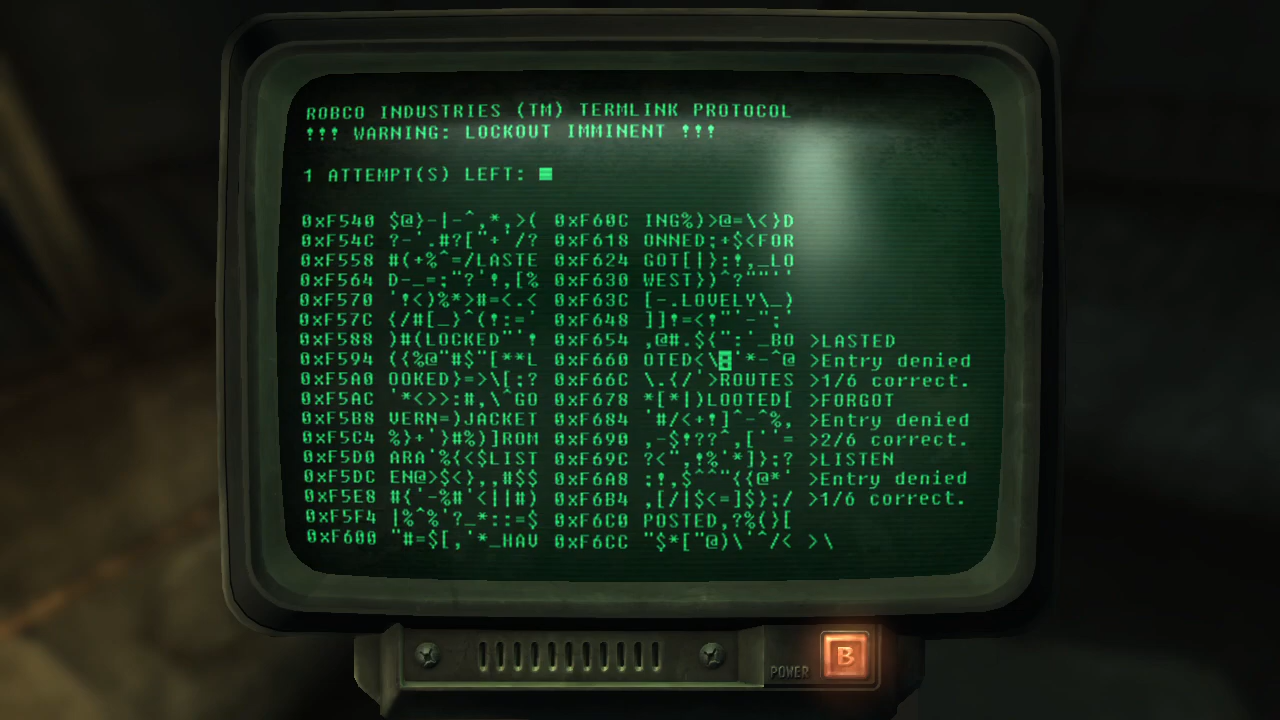 ROBCO INDUSTRIES (TM) TERMLINK PROTOCOL
!!! WARNING: LOCKOUT IMMINENT !!!
1 ATTEMPT(S) LEFT:
0xF540 $@}-|-^,*,>( 0xF60C ING%)>@=\<}D
0xF54C ?-'.#?["+'/? 0xF618 ONNED;+$<FOR
0xF558 #(+%^=/LASTE 0xF624 GOT[|}:!,_LO
0xF564 D-_=;"?'!,[% 0xF630 WEST})^?""''
0xF570 '!<)%*>#=<.< 0xF63C [-.LOVELY\_)
0xF57C {/#[_}^(!:=' 0xF648 ]]!=<!"'-";'
0xF588 )#(LOCKED"'! 0xF654 ,@#.${":'_BO >LASTED
0xF594 ({%@"#$"[**L 0xF660 OTED<\='*-^@ >Entry denied
0xF5A0 OOKED}=>\[;? 0xF66C \.{/'>ROUTES >1/6 correct.
0xF5AC '*<>>:#,\^GO 0xF678 *[*|)LOOTED[ >FORGOT
0xF5B8 VERN=)JACKET 0xF684 '#/<+!]^-^%, >Entry denied
0xF5C4 %}+'}#%)]ROM 0xF690 ,-$!??^,[''= >2/6 correct.
0xF5D0 ARA'%{<$LIST 0xF69C ?<",!%'*]};? >LISTEN
0xF5DC EN@>$<},,#$$ 0xF6A8 :!,$^^"{{@*' >Entry denied
0xF5E8 #{'-%#'<||#) 0xF6B4 ,[/|$<=]$};/ >1/6 correct.
0xF5F4 |%^%'?_*::=$ 0xF6C0 POSTED,?%(}[
0xF600 "#=$[,'*_HAV 0xF6CC "$*["@)\'^/< >\
POWER
B